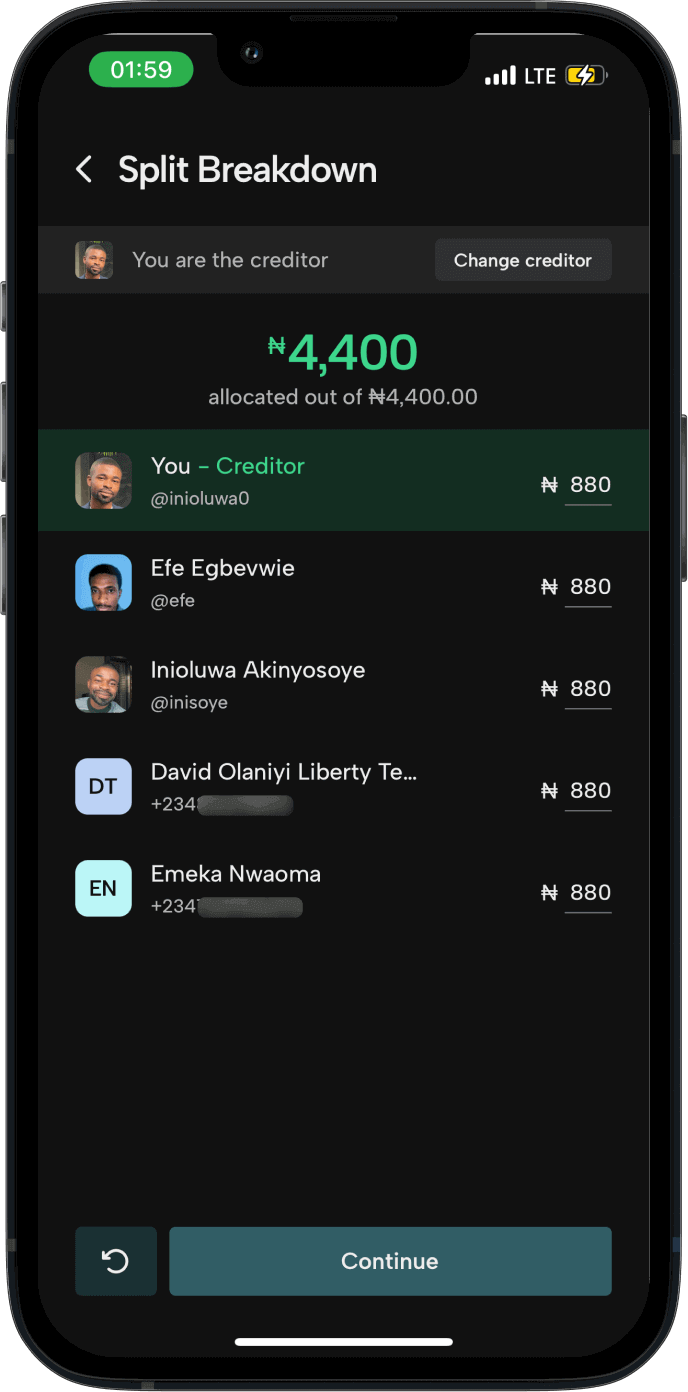 01:59
LTE
Split Breakdown
You are the creditor
Change creditor
₦4,400
allocated out of ₦4,400.00
You - Creditor
@inioluwa0
₦ 880
Efe Egbevwie
@efe
₦ 880
Inioluwa Akinyosoye
@inisoye
₦ 880
DT
David Olaniyi Liberty Te...
+234
₦ 880
EN
Emeka Nwaoma
+234
₦ 880
Continue